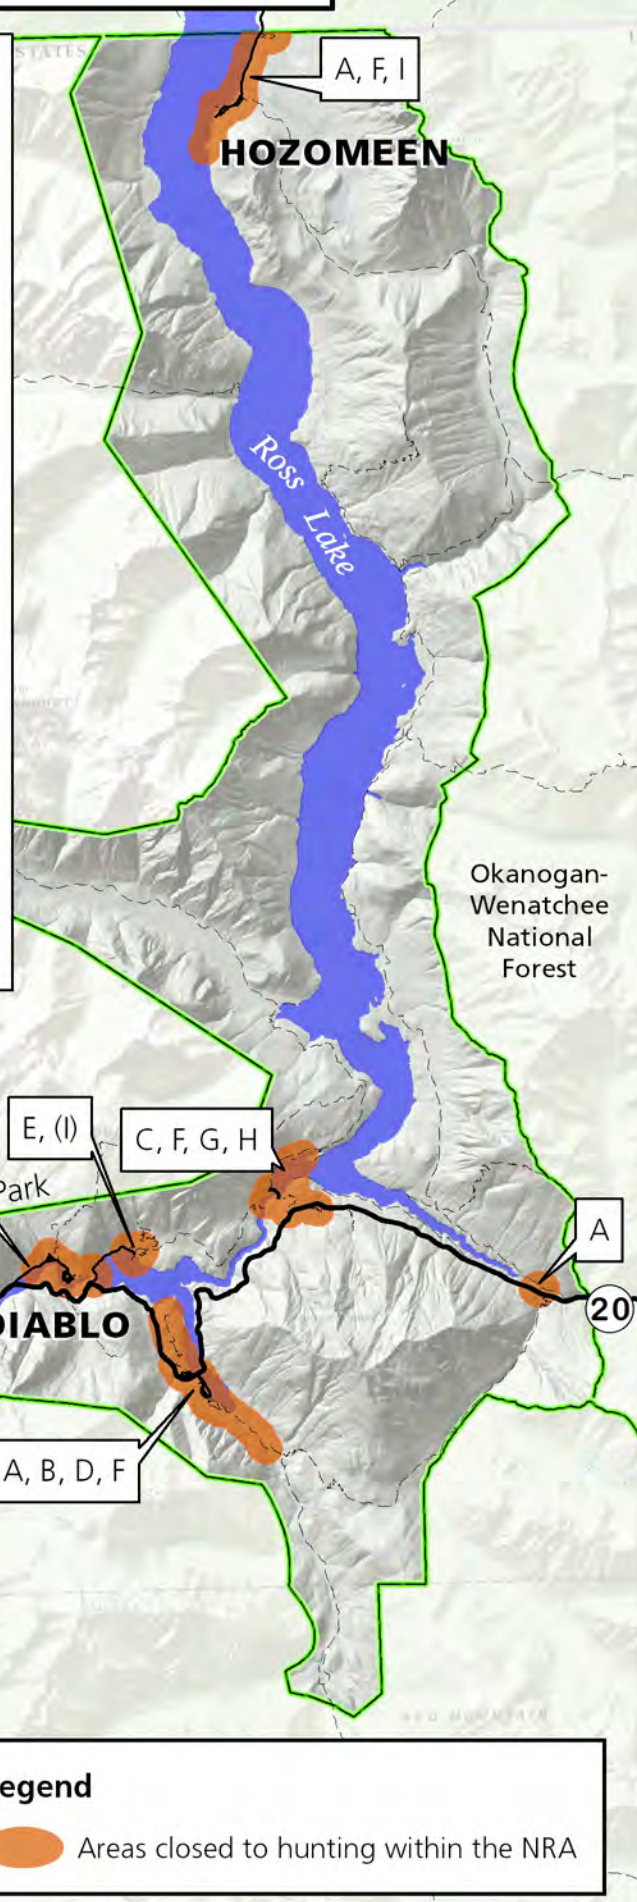 STATES
A, F, I
HOZOMEEN
Ross
Lake
Okanogan-
Wenatchee
National
Forest
E, (I)
C, F, G, H
Park
A
20
DIABLO
A, B, D, F
egend
Areas closed to hunting within the NRA